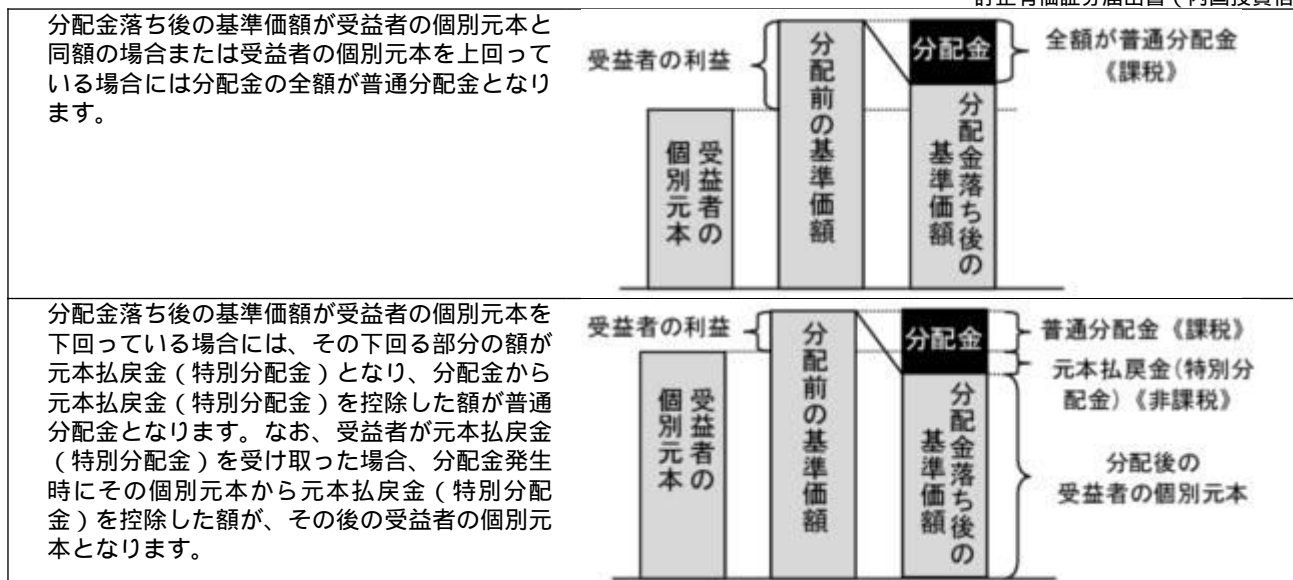 訂正有価証券届出書(内国投資信
分配金落ち後の基準価額が受益者の個別元本と
同額の場合または受益者の個別元本を上回って
いる場合には分配金の全額が普通分配金となり
ます。
受益者の利益
受益者の
個別元本
分配前の基準価額
分配金
分配金落ち後の
基準価額
全額が普通分配金
《課税》
分配金落ち後の基準価額が受益者の個別元本を
下回っている場合には、その下回る部分の額が
元本払戻金(特別分配金)となり、分配金から
元本払戻金(特別分配金)を控除した額が普通
分配金となります。なお、受益者が元本払戻金
(特別分配金)を受け取った場合、分配金発生
時にその個別元本から元本払戻金(特別分配
金)を控除した額が、その後の受益者の個別元
本となります。
受益者の利益
受益者の
個別元本
分配前の基準価額
分配金
分配金落ち後の
基準価額
普通分配金《課税》
元本払戻金(特別分
配金)《非課税》
分配後の
受益者の個別元本